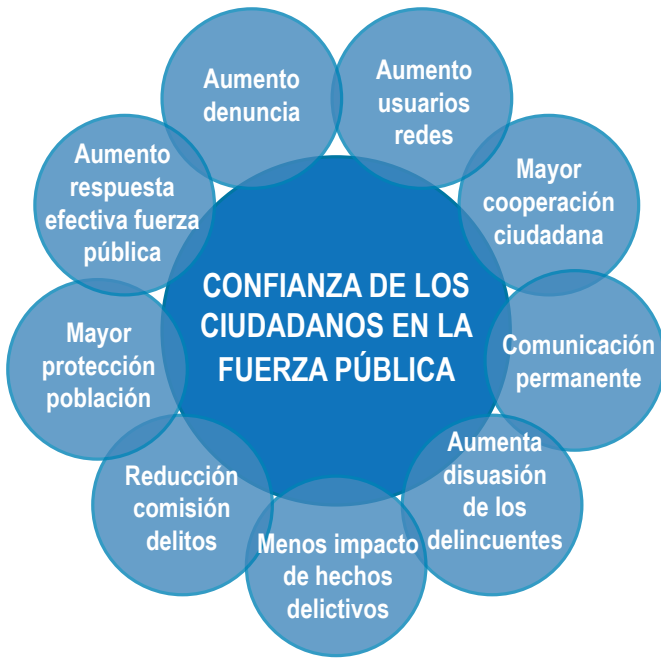 Aumento
denuncia
Aumento
usuarios
redes
Mayor
cooperación
ciudadana
Comunicación
permanente
Aumenta
disuasión
de los
delincuentes
Menos impacto
de hechos
delictivos
Reducción
comisión
delitos
Mayor
protección
población
Aumento
respuesta
efectiva fuerza
pública
CONFIANZA DE LOS
CIUDADANOS EN LA
FUERZA PÚBLICA